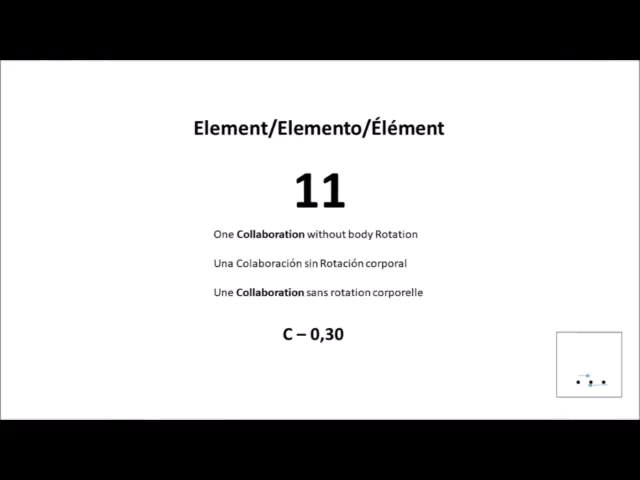 Element/Elemento/Élément
11
One Collaboration without body Rotation
Una Colaboración sin Rotación corporal
Une Collaboration sans rotation corporelle
C – 0,30